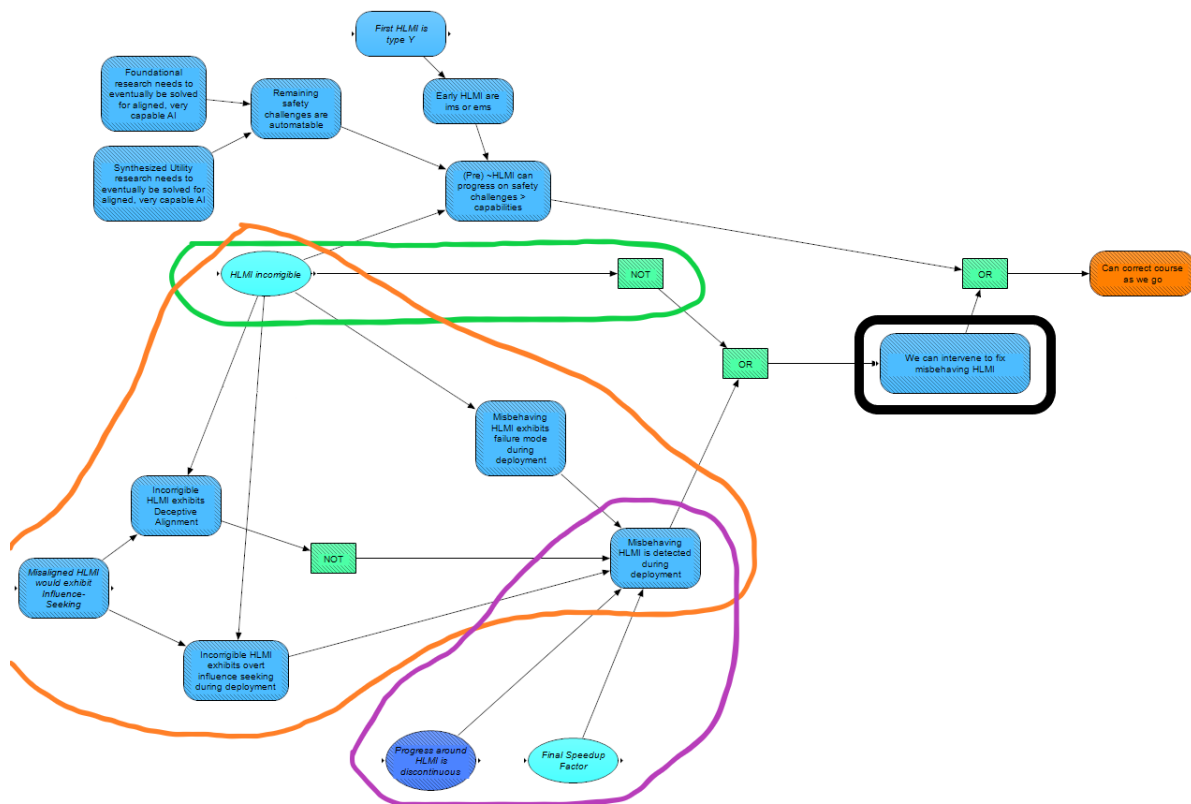 First HLMI is
type Y
Foundational
research needs to
eventually be solved
for aligned, very
capable AI
Remaining
safety
challenges are
automatable
Early HLMI are
ims or ems
Synthesized Utility
research needs to
eventually be solved for
aligned, very capable AI
(Pre) ~HLMI can
progress on safety
challenges >
capabilities
HLMI incorrigible
NOT
OR
Can correct course
as we go
OR
We can intervene to fix
misbehaving HLMI
Misbehaving
HLMI exhibits
failure mode
during
deployment
Incorrigible
HLMI exhibits
Deceptive
Alignment
NOT
Misbehaving
HLMI is detected
during
deployment
Misaligned HLMI
would exhibit
Influence-
Seeking
Incorrigible HLMI
exhibits overt
influence seeking
during deployment
Progress around
HLMI is
discontinuous
Final Speedup
Factor